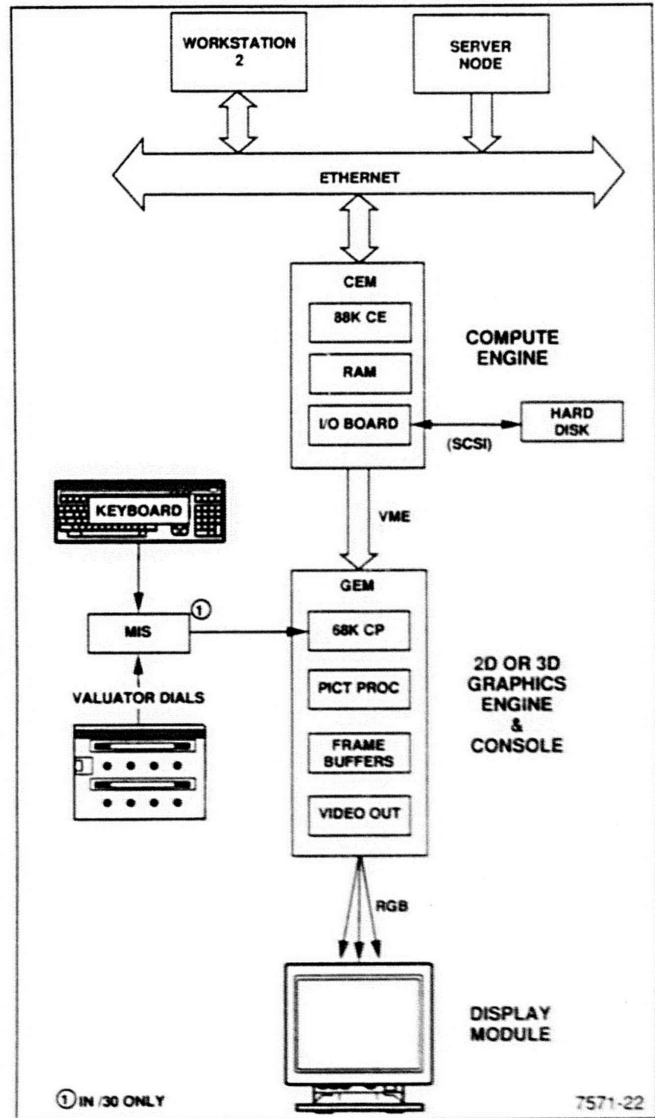 WORKSTATION
2
SERVER
NODE
ETHERNET
CEM
88K CE
RAM
I/O BOARD
COMPUTE
ENGINE
(SCSI)
HARD
DISK
VME
KEYBOARD
MIS
1
VALUATOR DIALS
GEM
68K CP
PICT PROC
FRAME
BUFFERS
VIDEO OUT
2D OR 3D
GRAPHICS
ENGINE
&
CONSOLE
RGB
DISPLAY
MODULE
1 IN /30 ONLY
7571-22